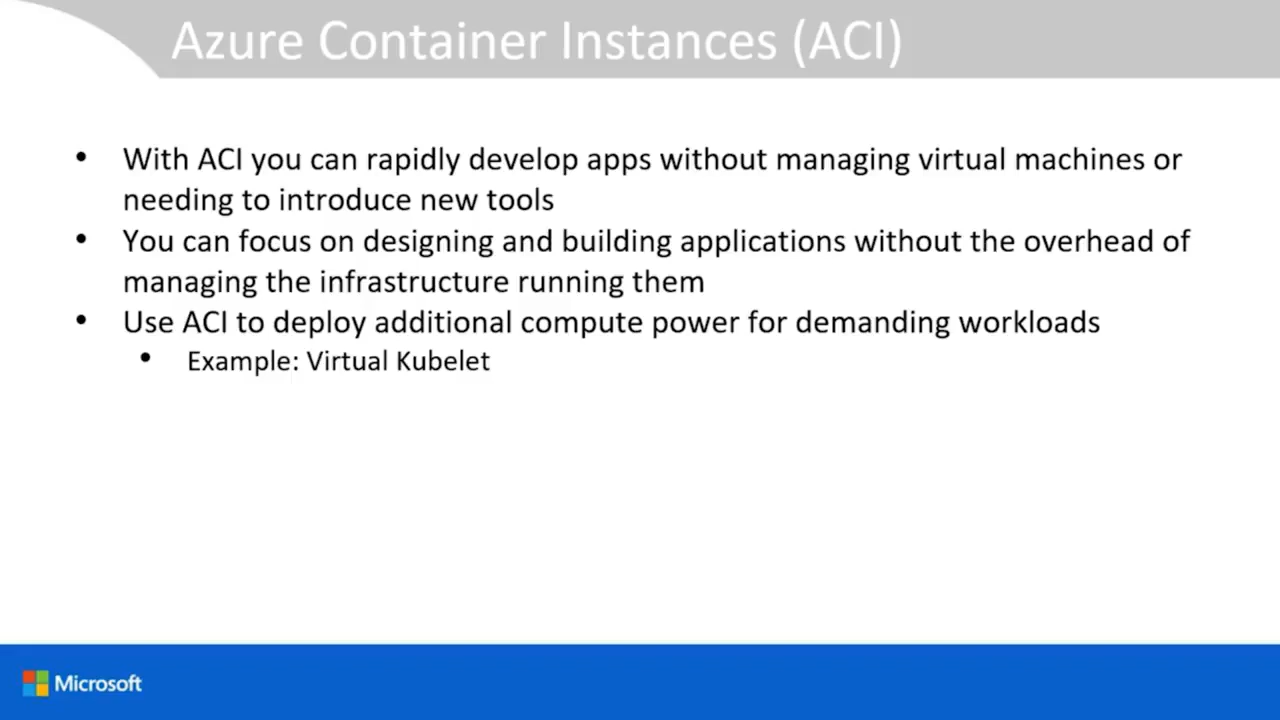 Azure Container Instances (ACI)
• With ACI you can rapidly develop apps without managing virtual machines or
needing to introduce new tools
• You can focus on designing and building applications without the overhead of
managing the infrastructure running them
• Use ACI to deploy additional compute power for demanding workloads
• Example: Virtual Kubelet
Microsoft